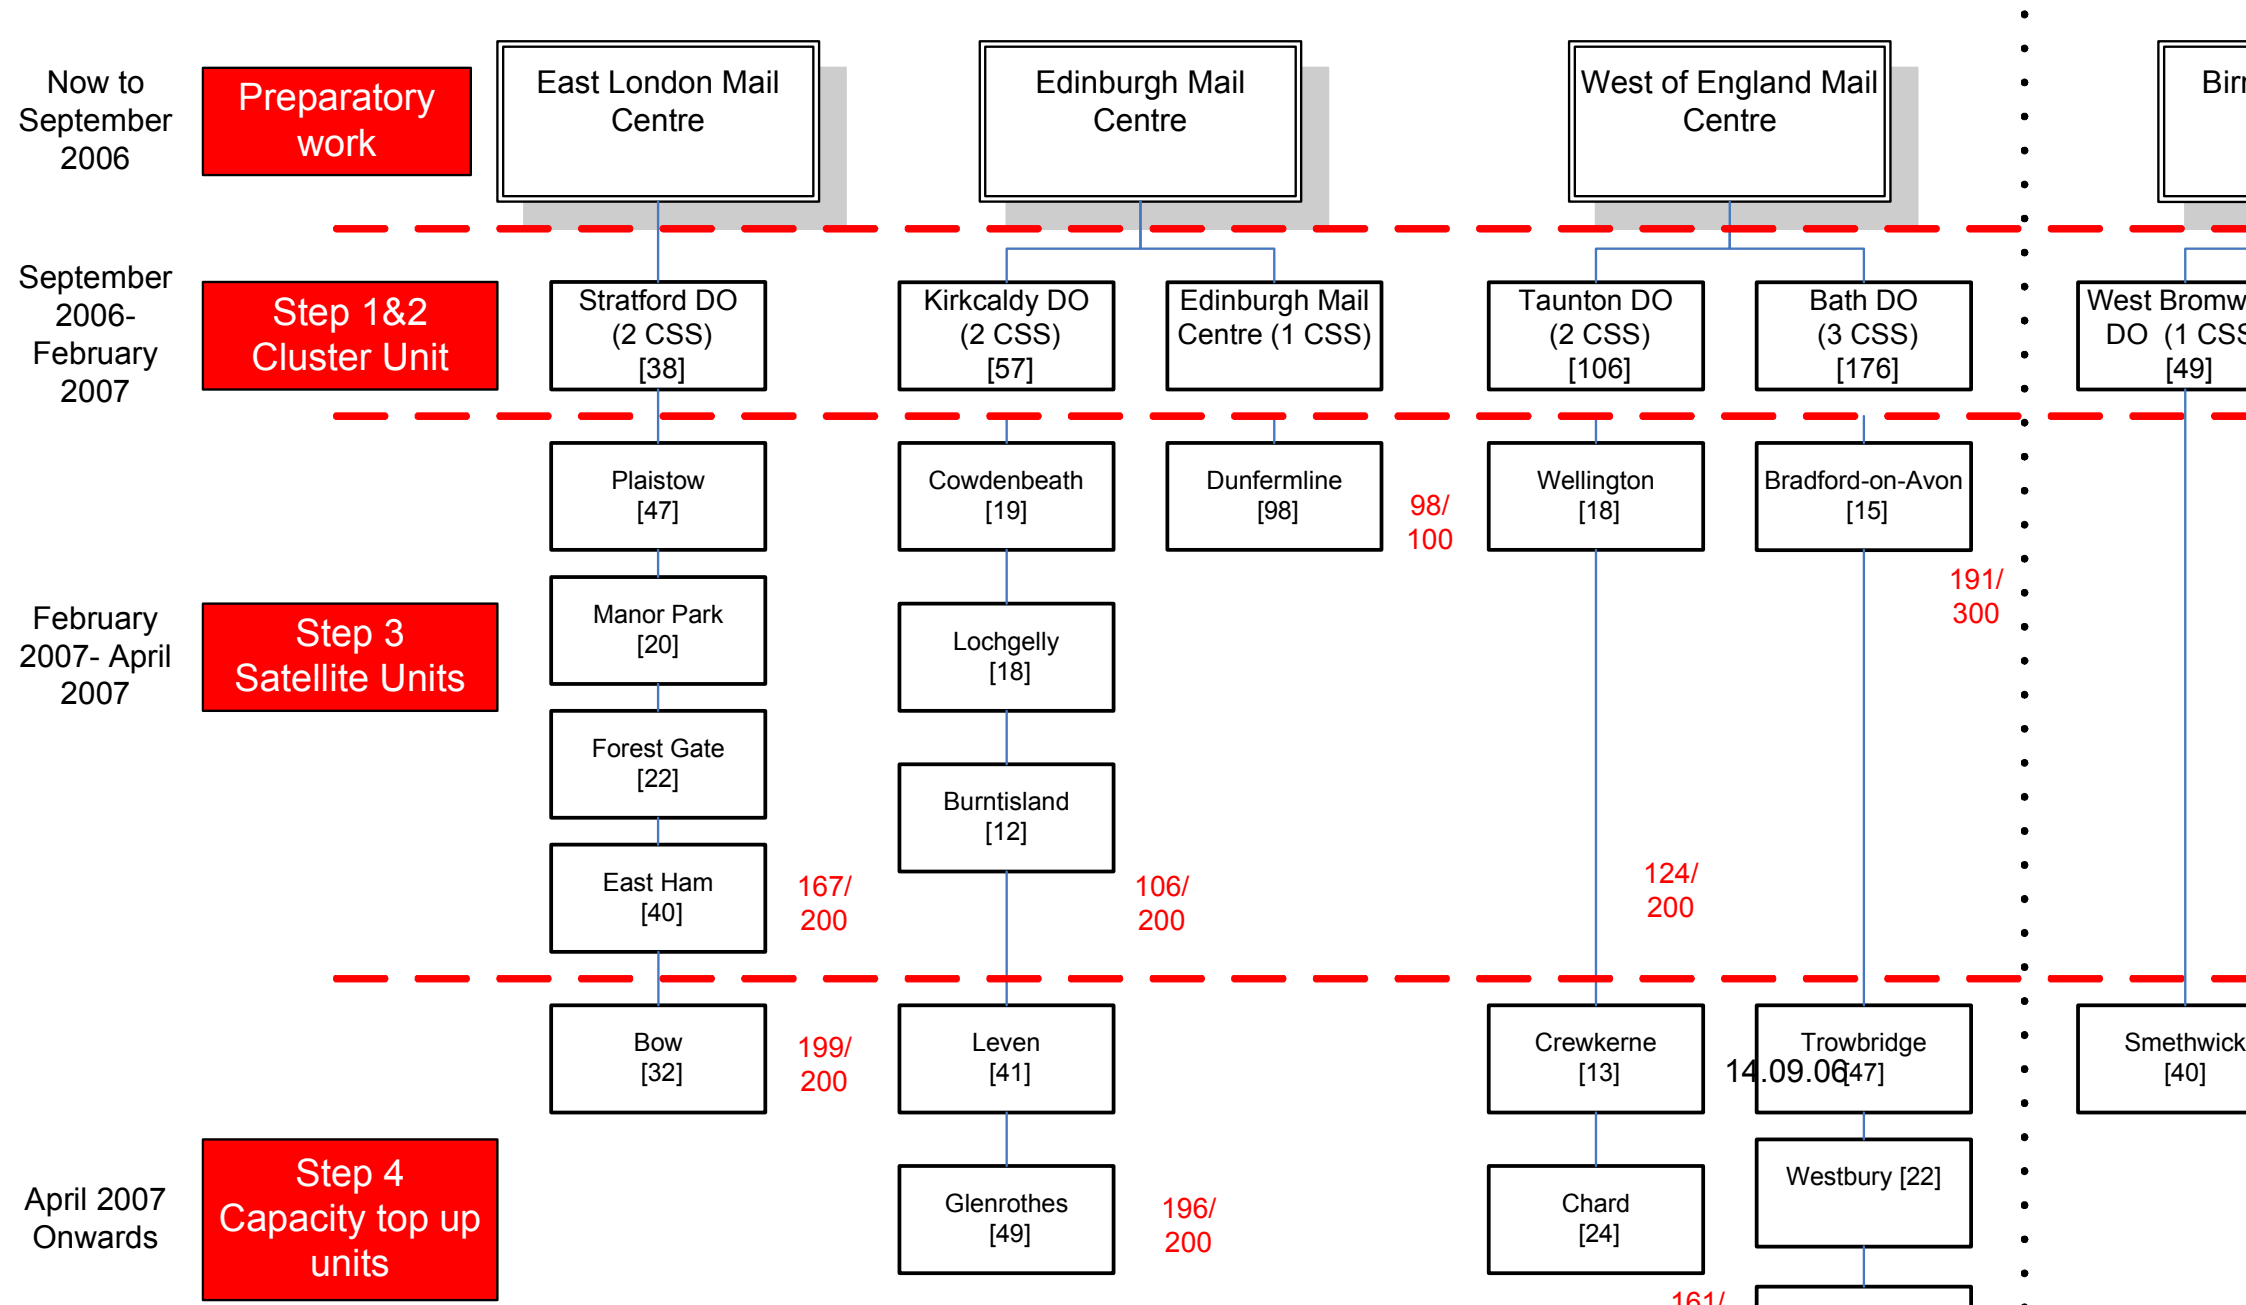 Now to
September
2006
Preparatory
work
East London Mail
Centre
Edinburgh Mail
Centre
West of England Mail
Centre
September
2006-
February
2007
Step 1&2
Cluster Unit
Stratford DO
(2 CSS)
[38]
Kirkcaldy DO
(2 CSS)
[57]
Edinburgh Mail
Centre (1 CSS)
Taunton DO
(2 CSS)
[106]
Bath DO
(3 CSS)
[176]
West
DO (1
[49]
Plaistow
[47]
Cowdenbeath
[19]
Dunfermline
[98]
98/
100
Wellington
[18]
Bradford-on-Avon
[15]
191/
300
February
2007- April
2007
Step 3
Satellite Units
Manor Park
[20]
Lochgelly
[18]
Forest Gate
[22]
Burntisland
[12]
East Ham
[40]
167/
200
106/
200
124/
200
Bow
[32]
199/
200
Leven
[41]
Crewkerne
[13]
14.09.06
Trowbridge
[47]
Smethwick
[40]
April 2007
Onwards
Step 4
Capacity top up
units
Glenrothes
[49]
196/
200
Chard
[24]
Westbury [22]
161/